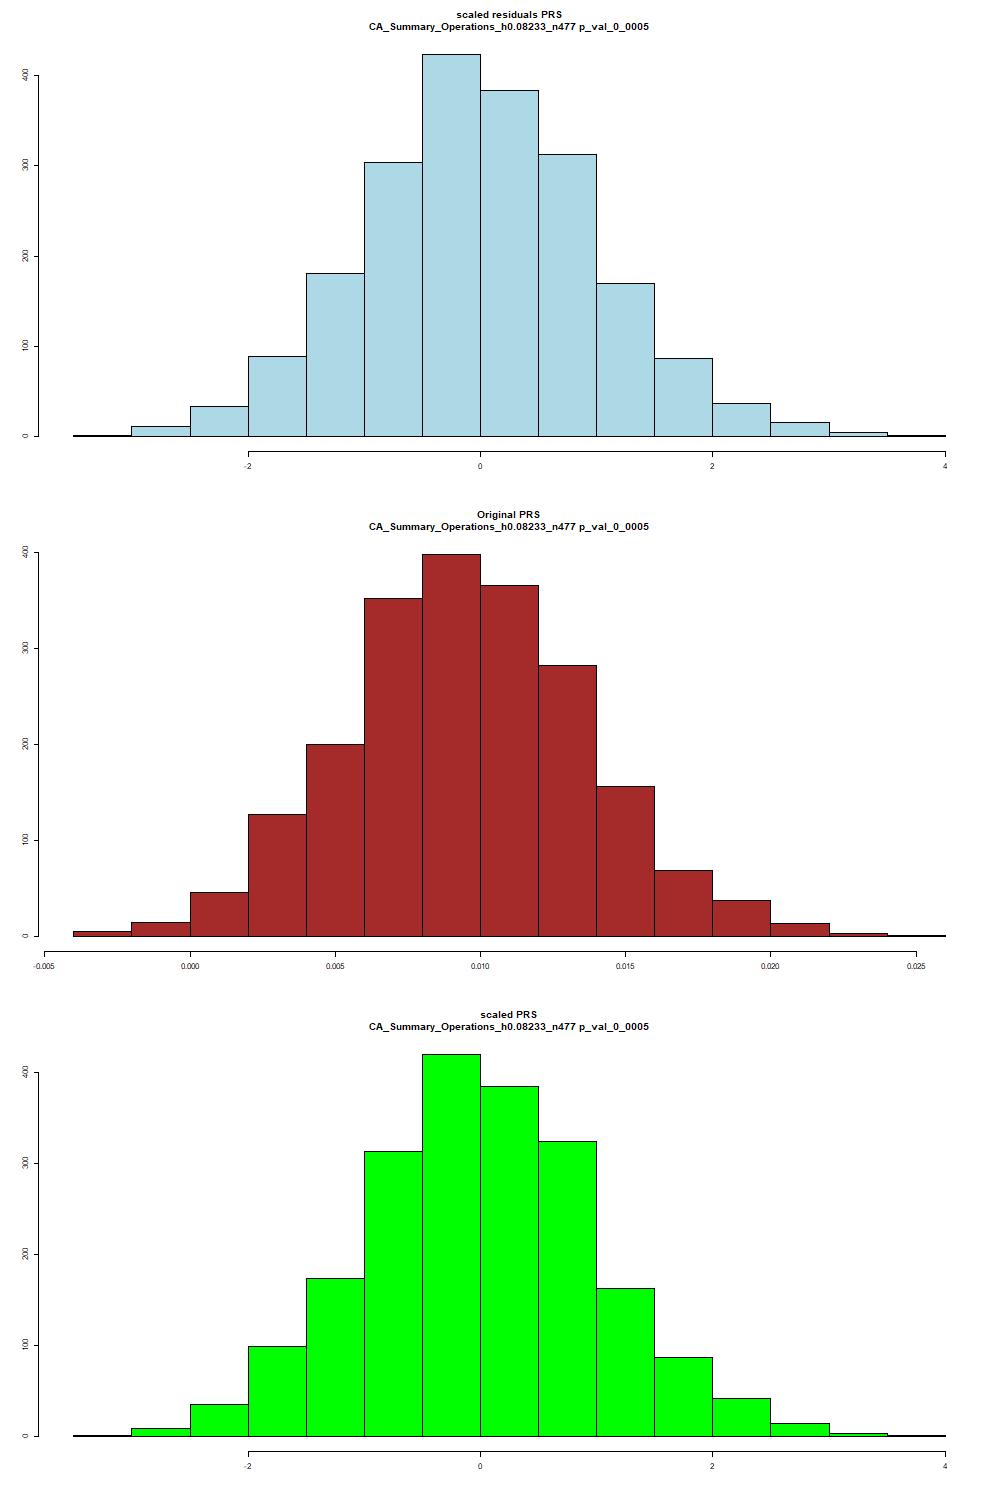 scaled residuals PRS
CA_Summary_Operations_h0.08233_n477 p_val_0_0005
400
300
200
100
0
-2 0 2 4
Original PRS
CA_Summary_Operations_h0.08233_n477 p_val_0_0005
400
300
200
100
0
-0.005 0.000 0.005 0.010 0.015 0.020 0.025
scaled PRS
CA_Summary_Operations_h0.08233_n477 p_val_0_0005
400
300
200
100
0
-2 0 2 4